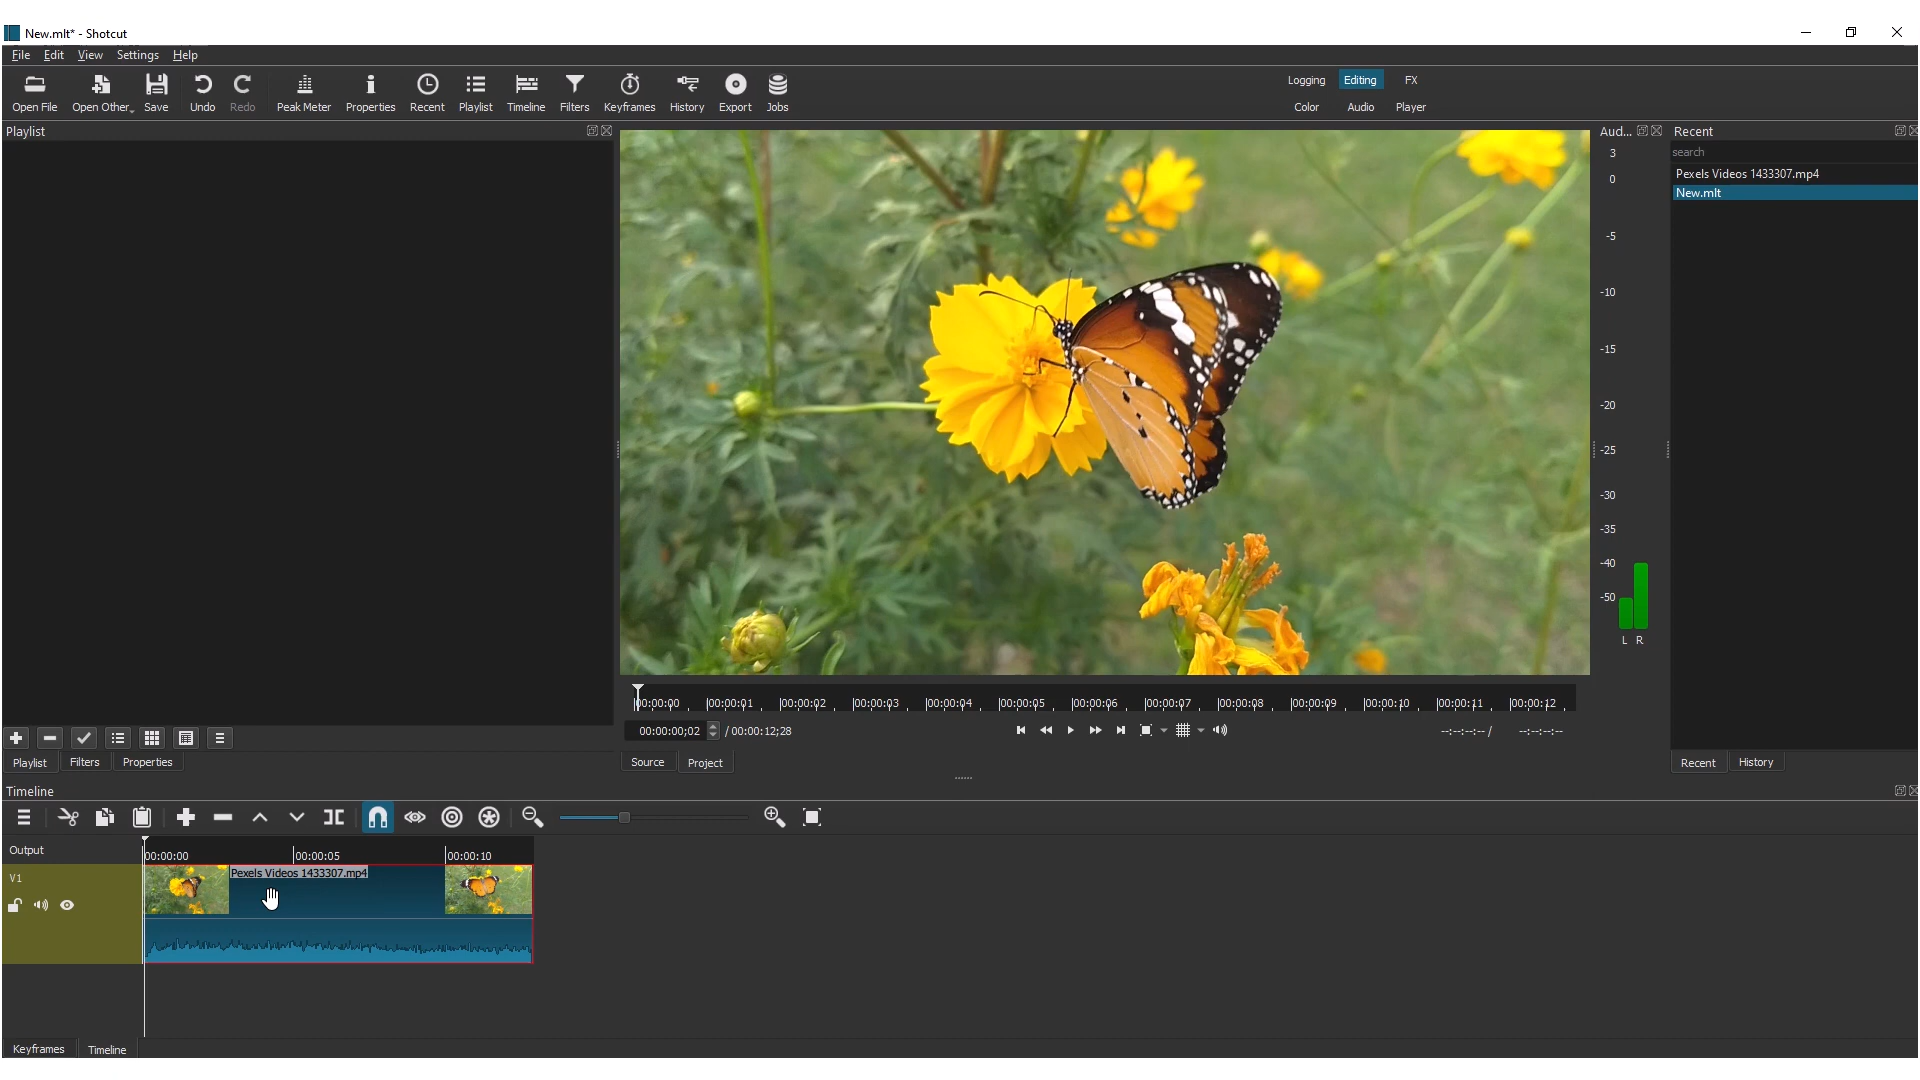 New.mlt* - Shotcut
File Edit View Settings Help
Open File Open Other Save Undo Redo Peak Meter Properties Recent Playlist Timeline Filters Keyframes History Export Jobs
Logging Editing FX
Color Audio Player
Playlist
Aud...
Recent
search
Pexels Videos 1433307.mp4
New.mlt
3
0
-5
-10
-15
-20
-25
-30
-35
-40
-50
L R
00:00:00 00:00:01 00:00:02 00:00:03 00:00:04 00:00:05 00:00:06 00:00:07 00:00:08 00:00:09 00:00:10 00:00:11 00:00:12
00:00:00;02 / 00:00:12;28
--:--:--:-- / --:--:--:--
Playlist Filters Properties
Source Project
Recent History
Timeline
Output
00:00:00 00:00:05 00:00:10
V1
Pexels Videos 1433307.mp4
Keyframes Timeline